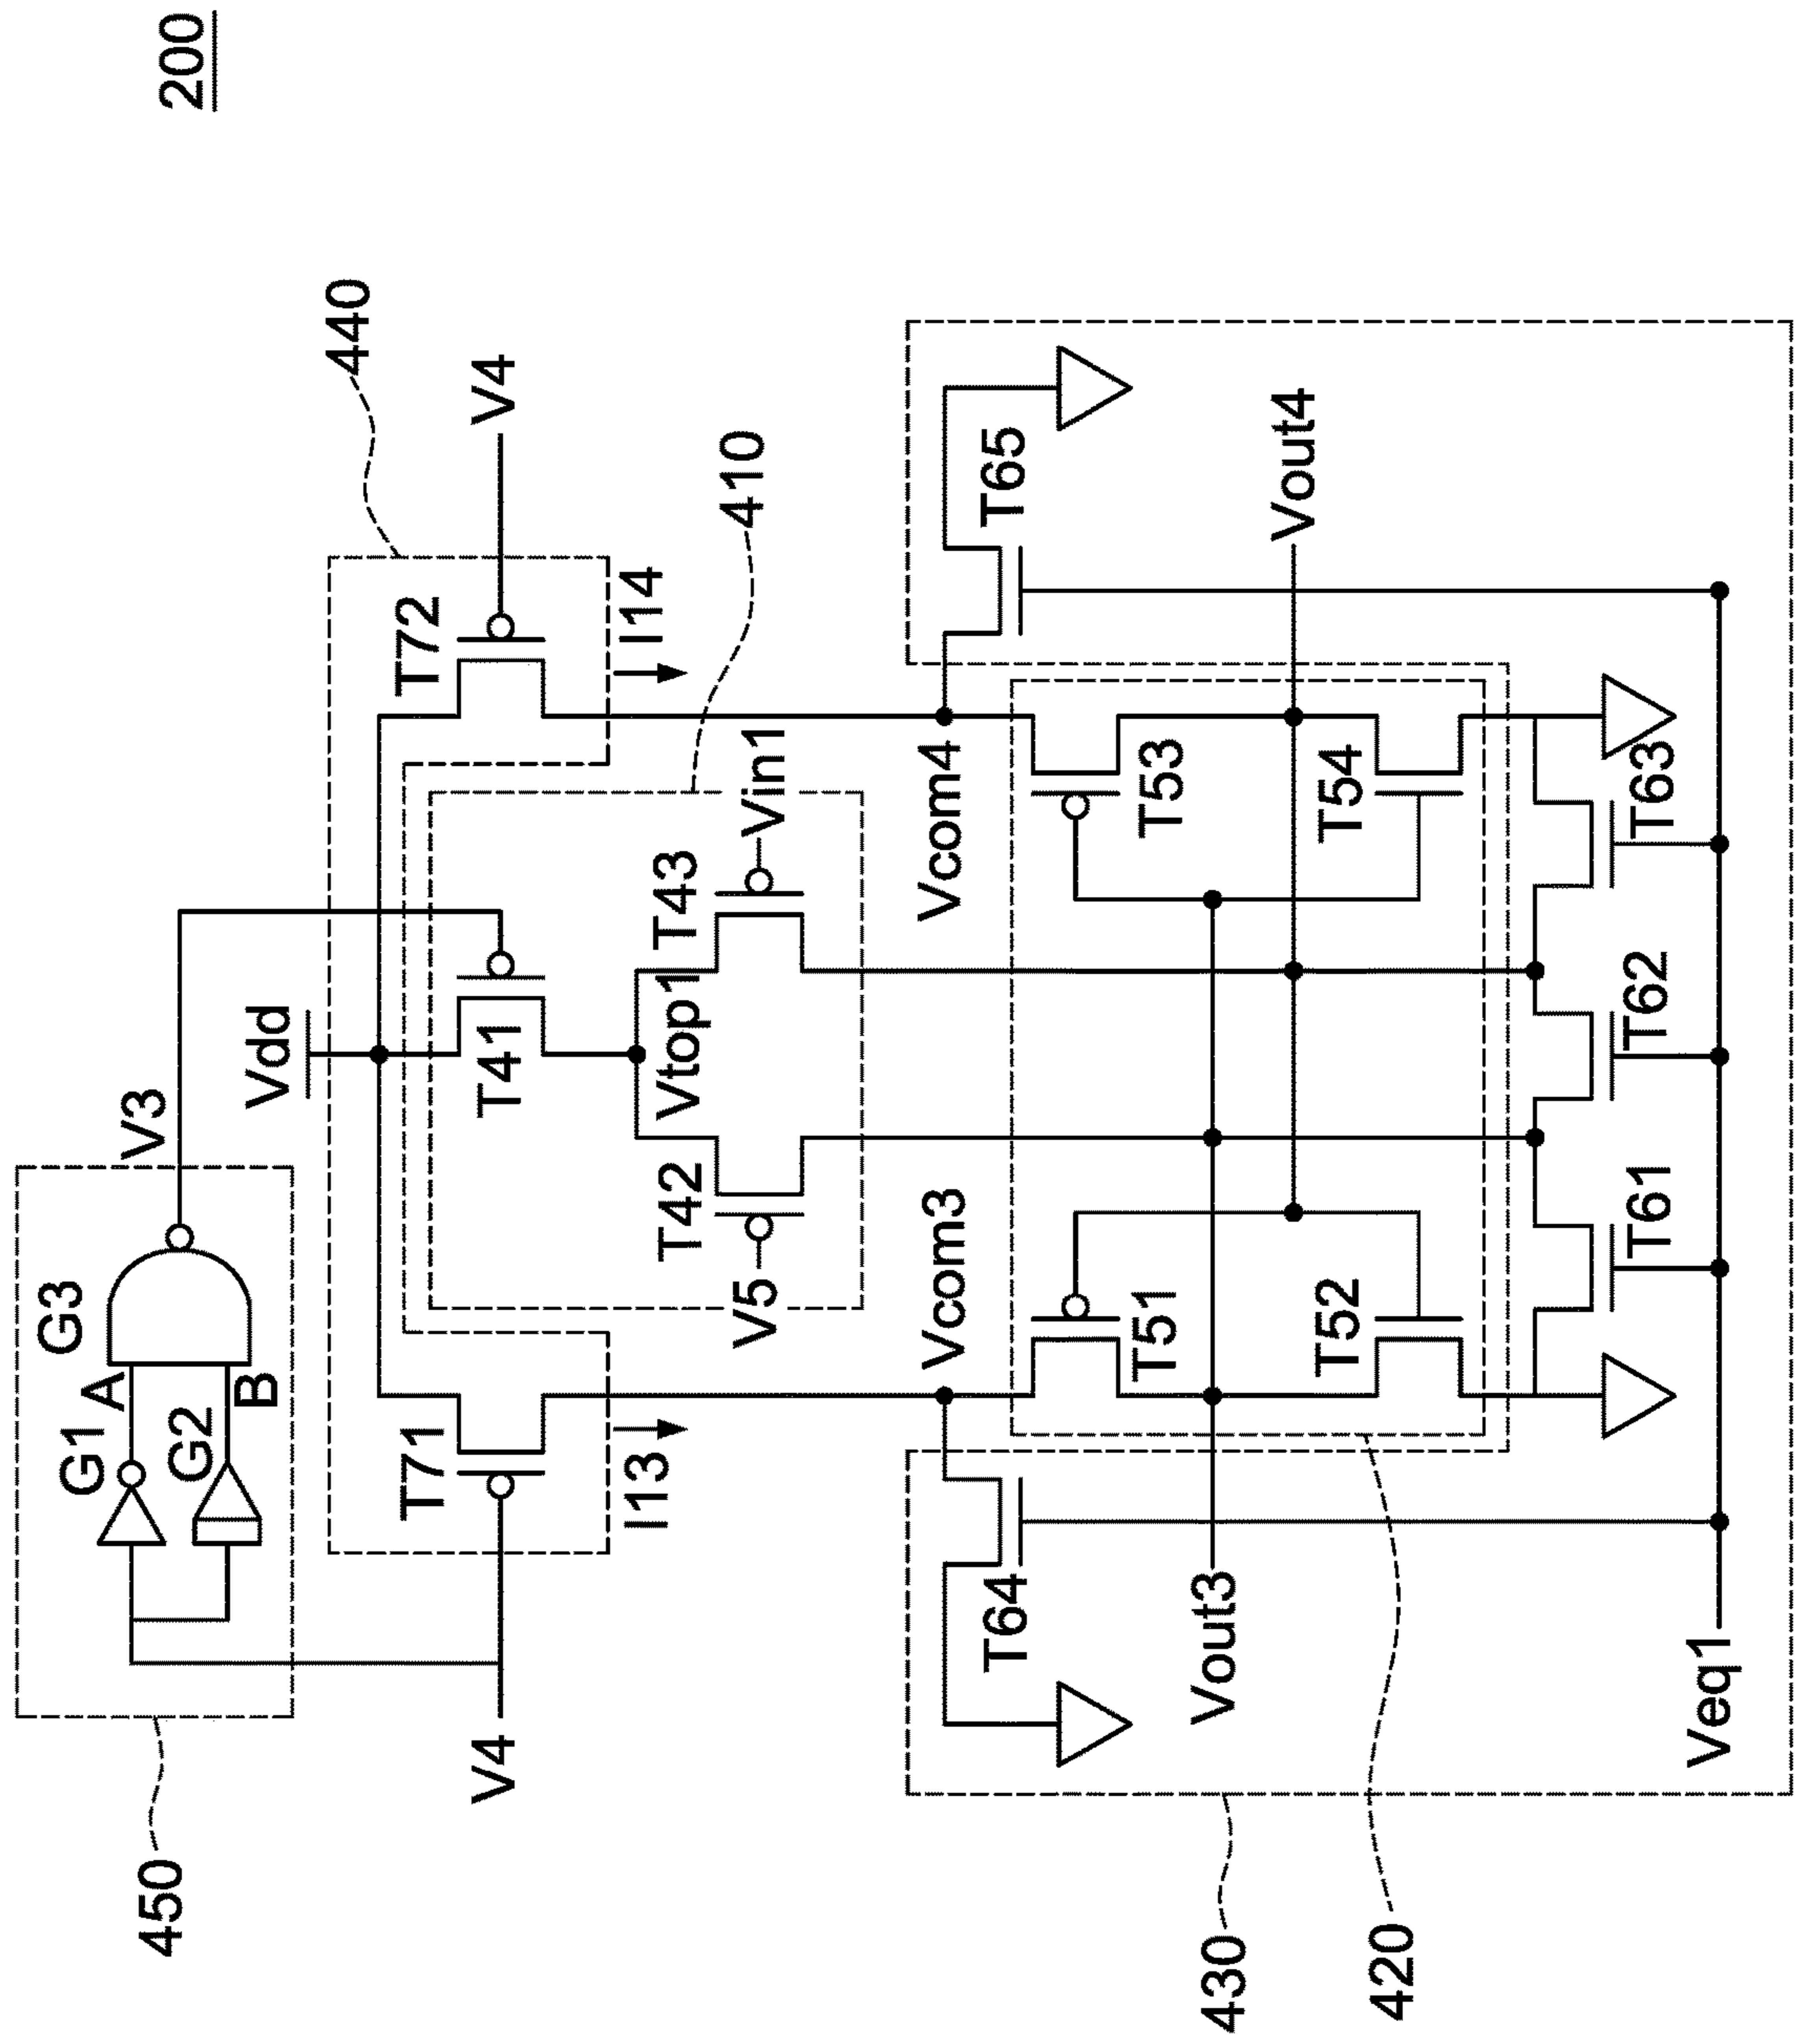 200
450
G1
A
G2
B
G3
V3
Vdd
440
V4
T71
T72
V4
I13
I14
410
T41
Vtop1
T42
T43
V5
Vin1
Vcom3
Vcom4
T64
T65
T51
T53
Vout3
Vout4
T52
T54
T61
T62
T63
Veq1
430
420